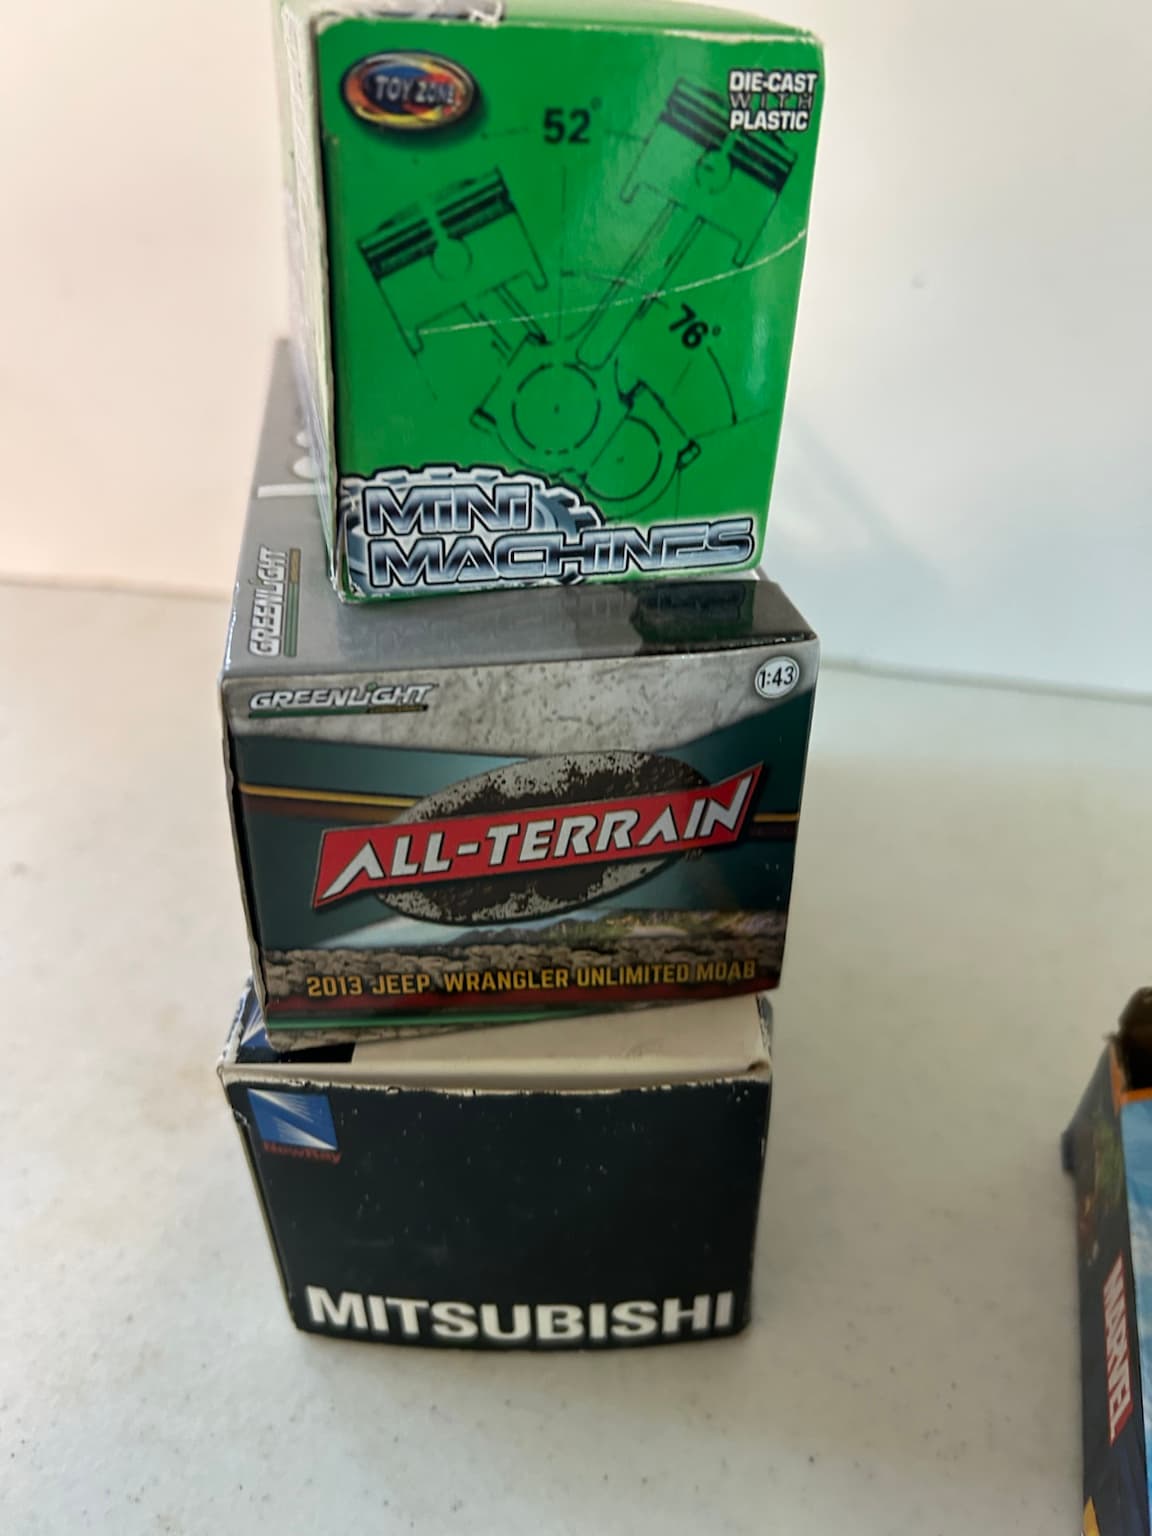 TOY ZONE
DIE-CAST
WITH
PLASTIC
52°
76°
MINI
MACHINES
GREENLIGHT
GREENLIGHT
1:43
ALL-TERRAIN
2013 JEEP WRANGLER UNLIMITED MOAB
NewRay
MITSUBISHI
MARVEL